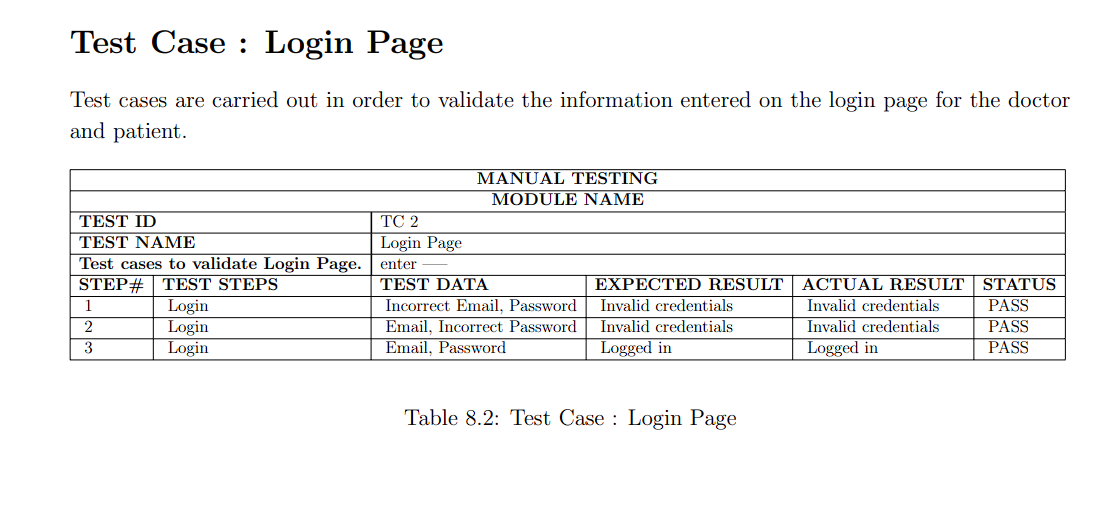 Test Case : Login Page
Test cases are carried out in order to validate the information entered on the login page for the doctor
and patient.
MANUAL TESTING
MODULE NAME
TEST ID TC 2
TEST NAME Login Page
Test cases to validate Login Page. enter —–
STEP# TEST STEPS TEST DATA EXPECTED RESULT ACTUAL RESULT STATUS
1 Login Incorrect Email, Password Invalid credentials Invalid credentials PASS
2 Login Email, Incorrect Password Invalid credentials Invalid credentials PASS
3 Login Email, Password Logged in Logged in PASS
Table 8.2: Test Case : Login Page